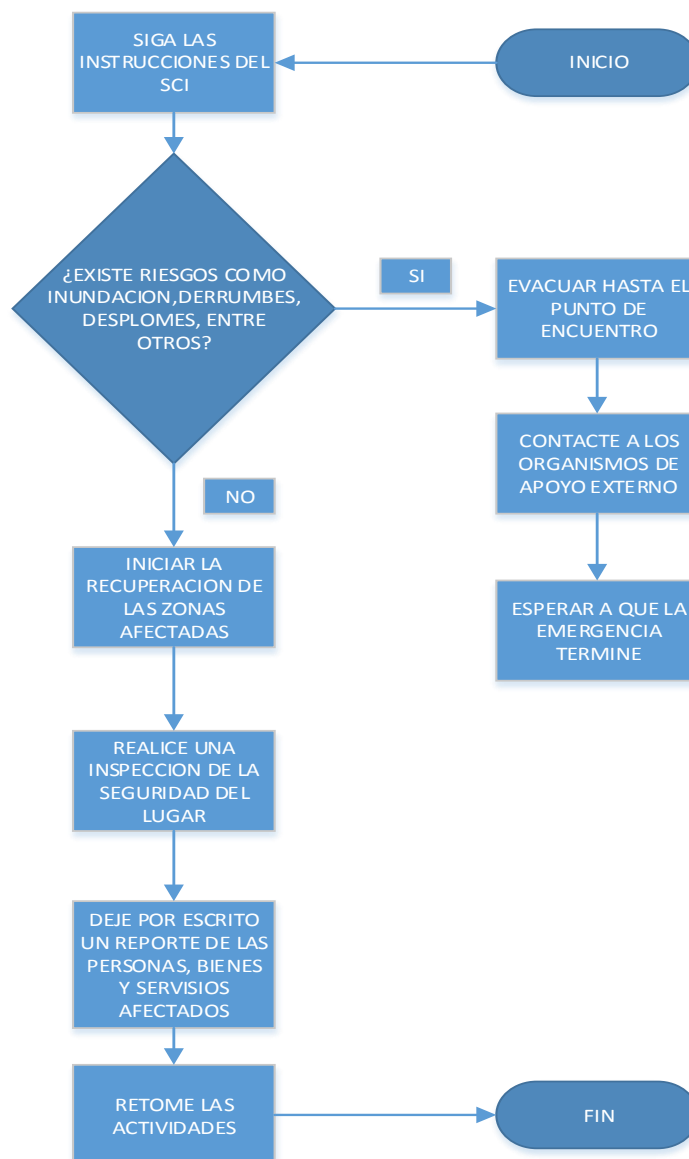 INICIO
SIGA LAS
INSTRUCCIONES DEL
SCI
¿EXISTE RIESGOS COMO
INUNDACION,DERRUMBES,
DESPLOMES, ENTRE
OTROS?
SI
EVACUAR HASTA EL
PUNTO DE
ENCUENTRO
CONTACTE A LOS
ORGANISMOS DE
APOYO EXTERNO
ESPERAR A QUE LA
EMERGENCIA
TERMINE
NO
INICIAR LA
RECUPERACION DE
LAS ZONAS
AFECTADAS
REALICE UNA
INSPECCION DE LA
SEGURIDAD DEL
LUGAR
DEJE POR ESCRITO
UN REPORTE DE LAS
PERSONAS, BIENES
Y SERVISIOS
AFECTADOS
RETOME LAS
ACTIVIDADES
FIN